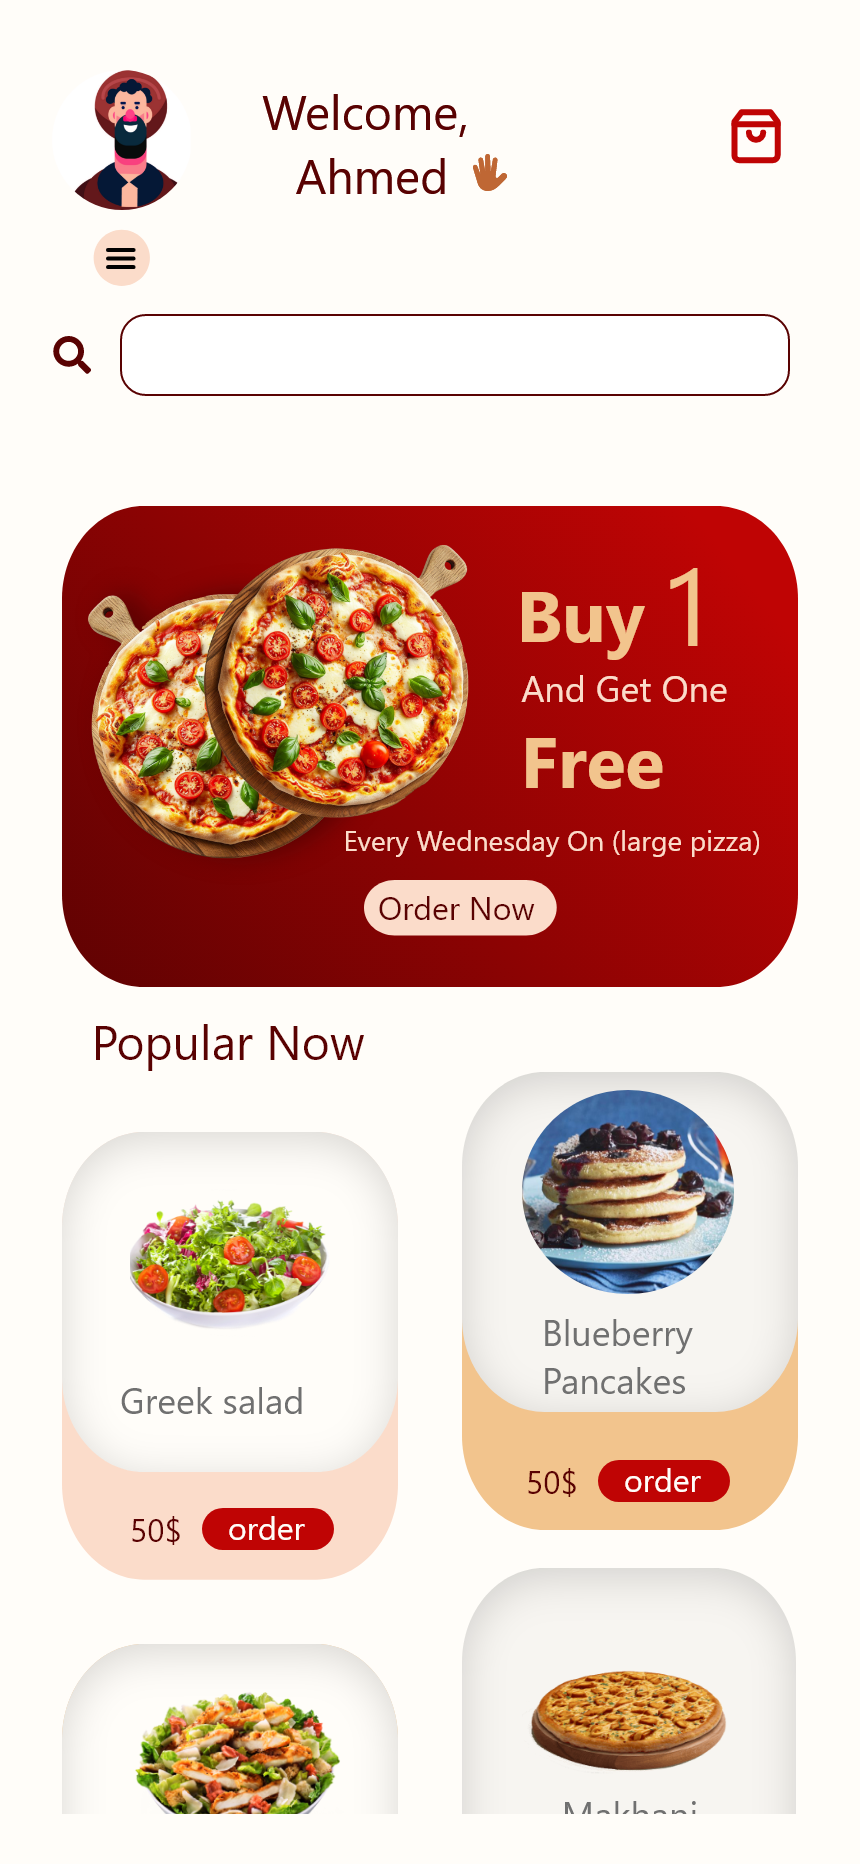 Welcome,
Ahmed
Buy 1
And Get One
Free
Every Wednesday On (large pizza)
Order Now
Popular Now
Blueberry
Pancakes
Greek salad
50$ order
50$ order
Makhani